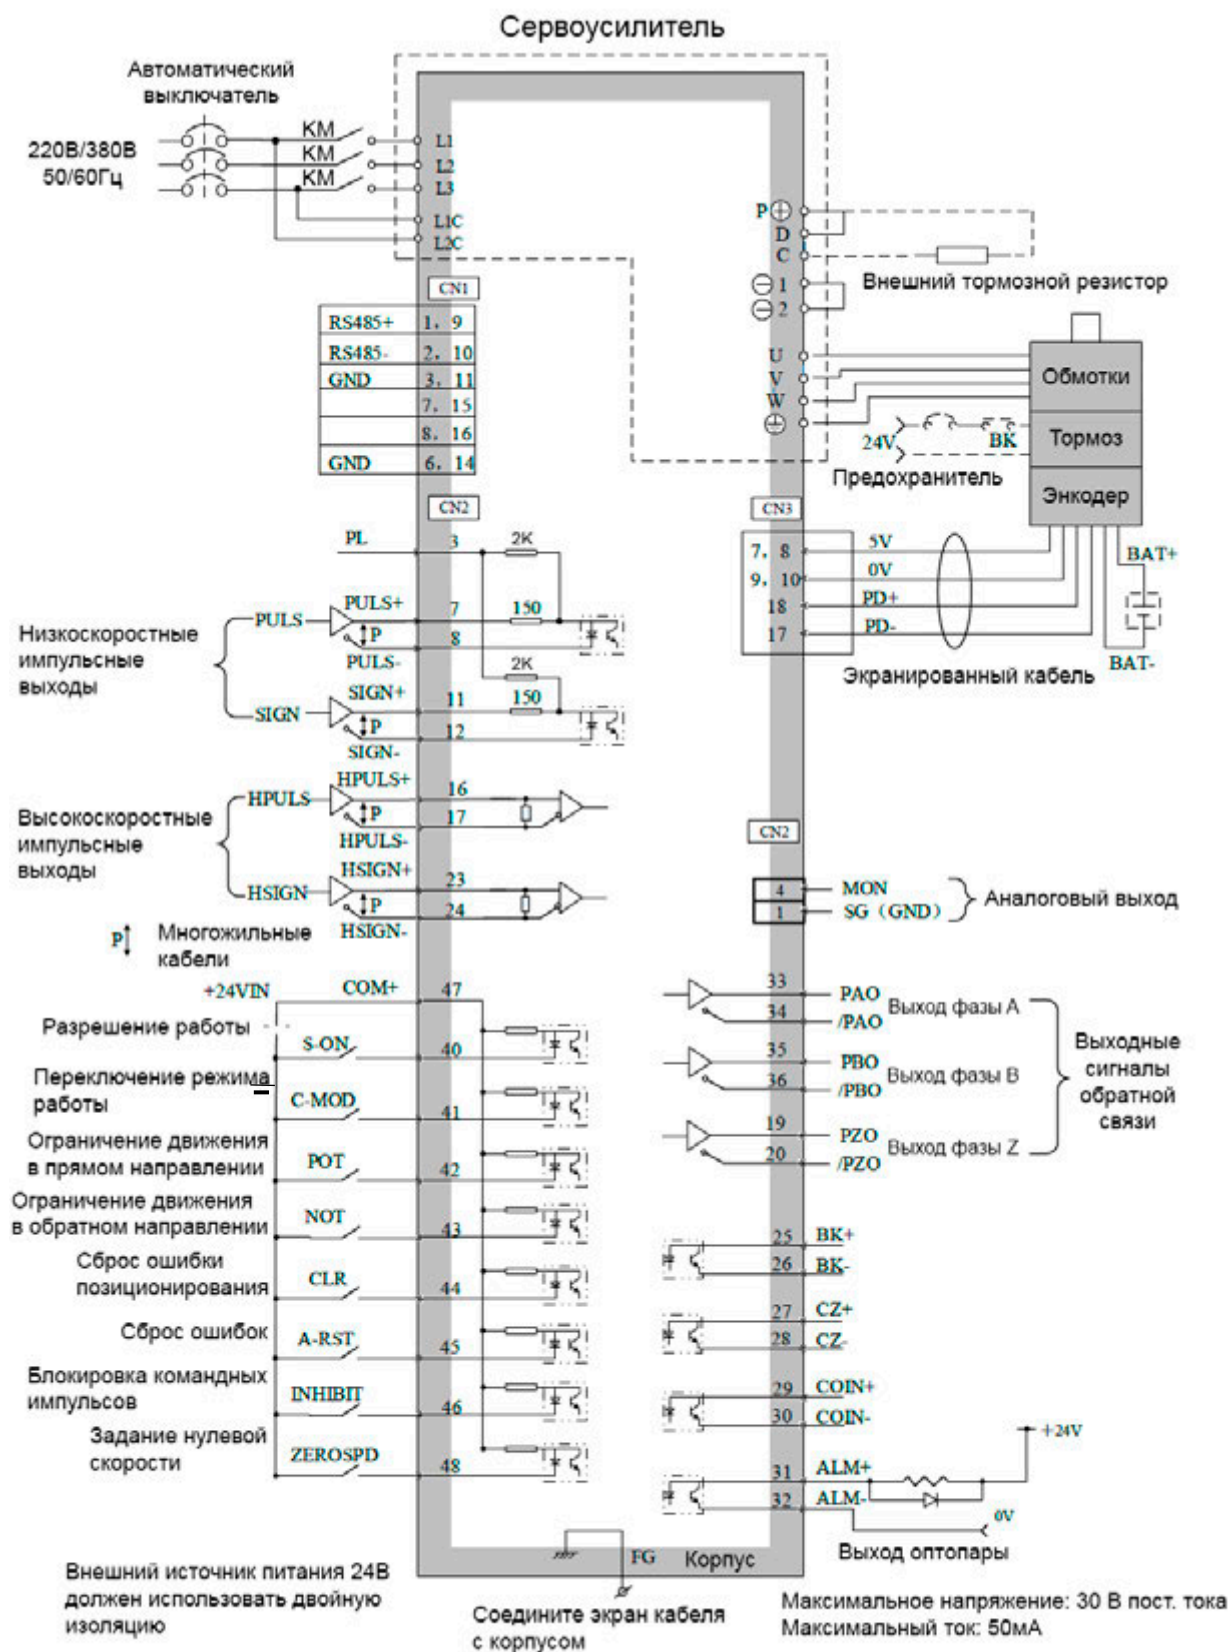 Сервоусилитель
Автоматический
выключатель
220В/380В
50/60Гц
KM
KM
KM
L1
L2
L3
L1C
L2C
P
D
C
1
2
Внешний тормозной резистор
U
V
W
24V
BK
Предохранитель
Обмотки
Тормоз
Энкодер
CN1
RS485+ 1, 9
RS485- 2, 10
GND 3, 11
7, 15
8, 16
GND 6, 14
CN2
PL 3 2K
PULS PULS+ 7 150
P 8
PULS- 2K
SIGN SIGN+ 11 150
P 12
SIGN-
Низкоскоростные
импульсные
выходы
CN3
7, 8 5V
9, 10 0V
18 PD+
17 PD-
BAT+
BAT-
Экранированный кабель
Высокоскоростные
импульсные
выходы
HPULS HPULS+ 16
P 17
HPULS-
HSIGN HSIGN+ 23
P 24
HSIGN-
P Многожильные
кабели
CN2
4 MON
1 SG (GND)
Аналоговый выход
+24VIN COM+ 47
Разрешение работы
S-ON 40
Переключение режима
работы
C-MOD 41
Ограничение движения
в прямом направлении
POT 42
Ограничение движения
в обратном направлении
NOT 43
Сброс ошибки
позиционирования
CLR 44
Сброс ошибок
A-RST 45
Блокировка командных
импульсов
INHIBIT 46
Задание нулевой
скорости
ZEROSPD 48
33 PAO
34 /PAO
Выход фазы A
35 PBO
36 /PBO
Выход фазы B
19 PZO
20 /PZO
Выход фазы Z
Выходные
сигналы
обратной
связи
25 BK+
26 BK-
27 CZ+
28 CZ-
29 COIN+
30 COIN-
31 ALM+
32 ALM-
+24V
0V
Выход оптопары
FG Корпус
Внешний источник питания 24В
должен использовать двойную
изоляцию
Соедините экран кабеля
с корпусом
Максимальное напряжение: 30 В пост. тока
Максимальный ток: 50мА